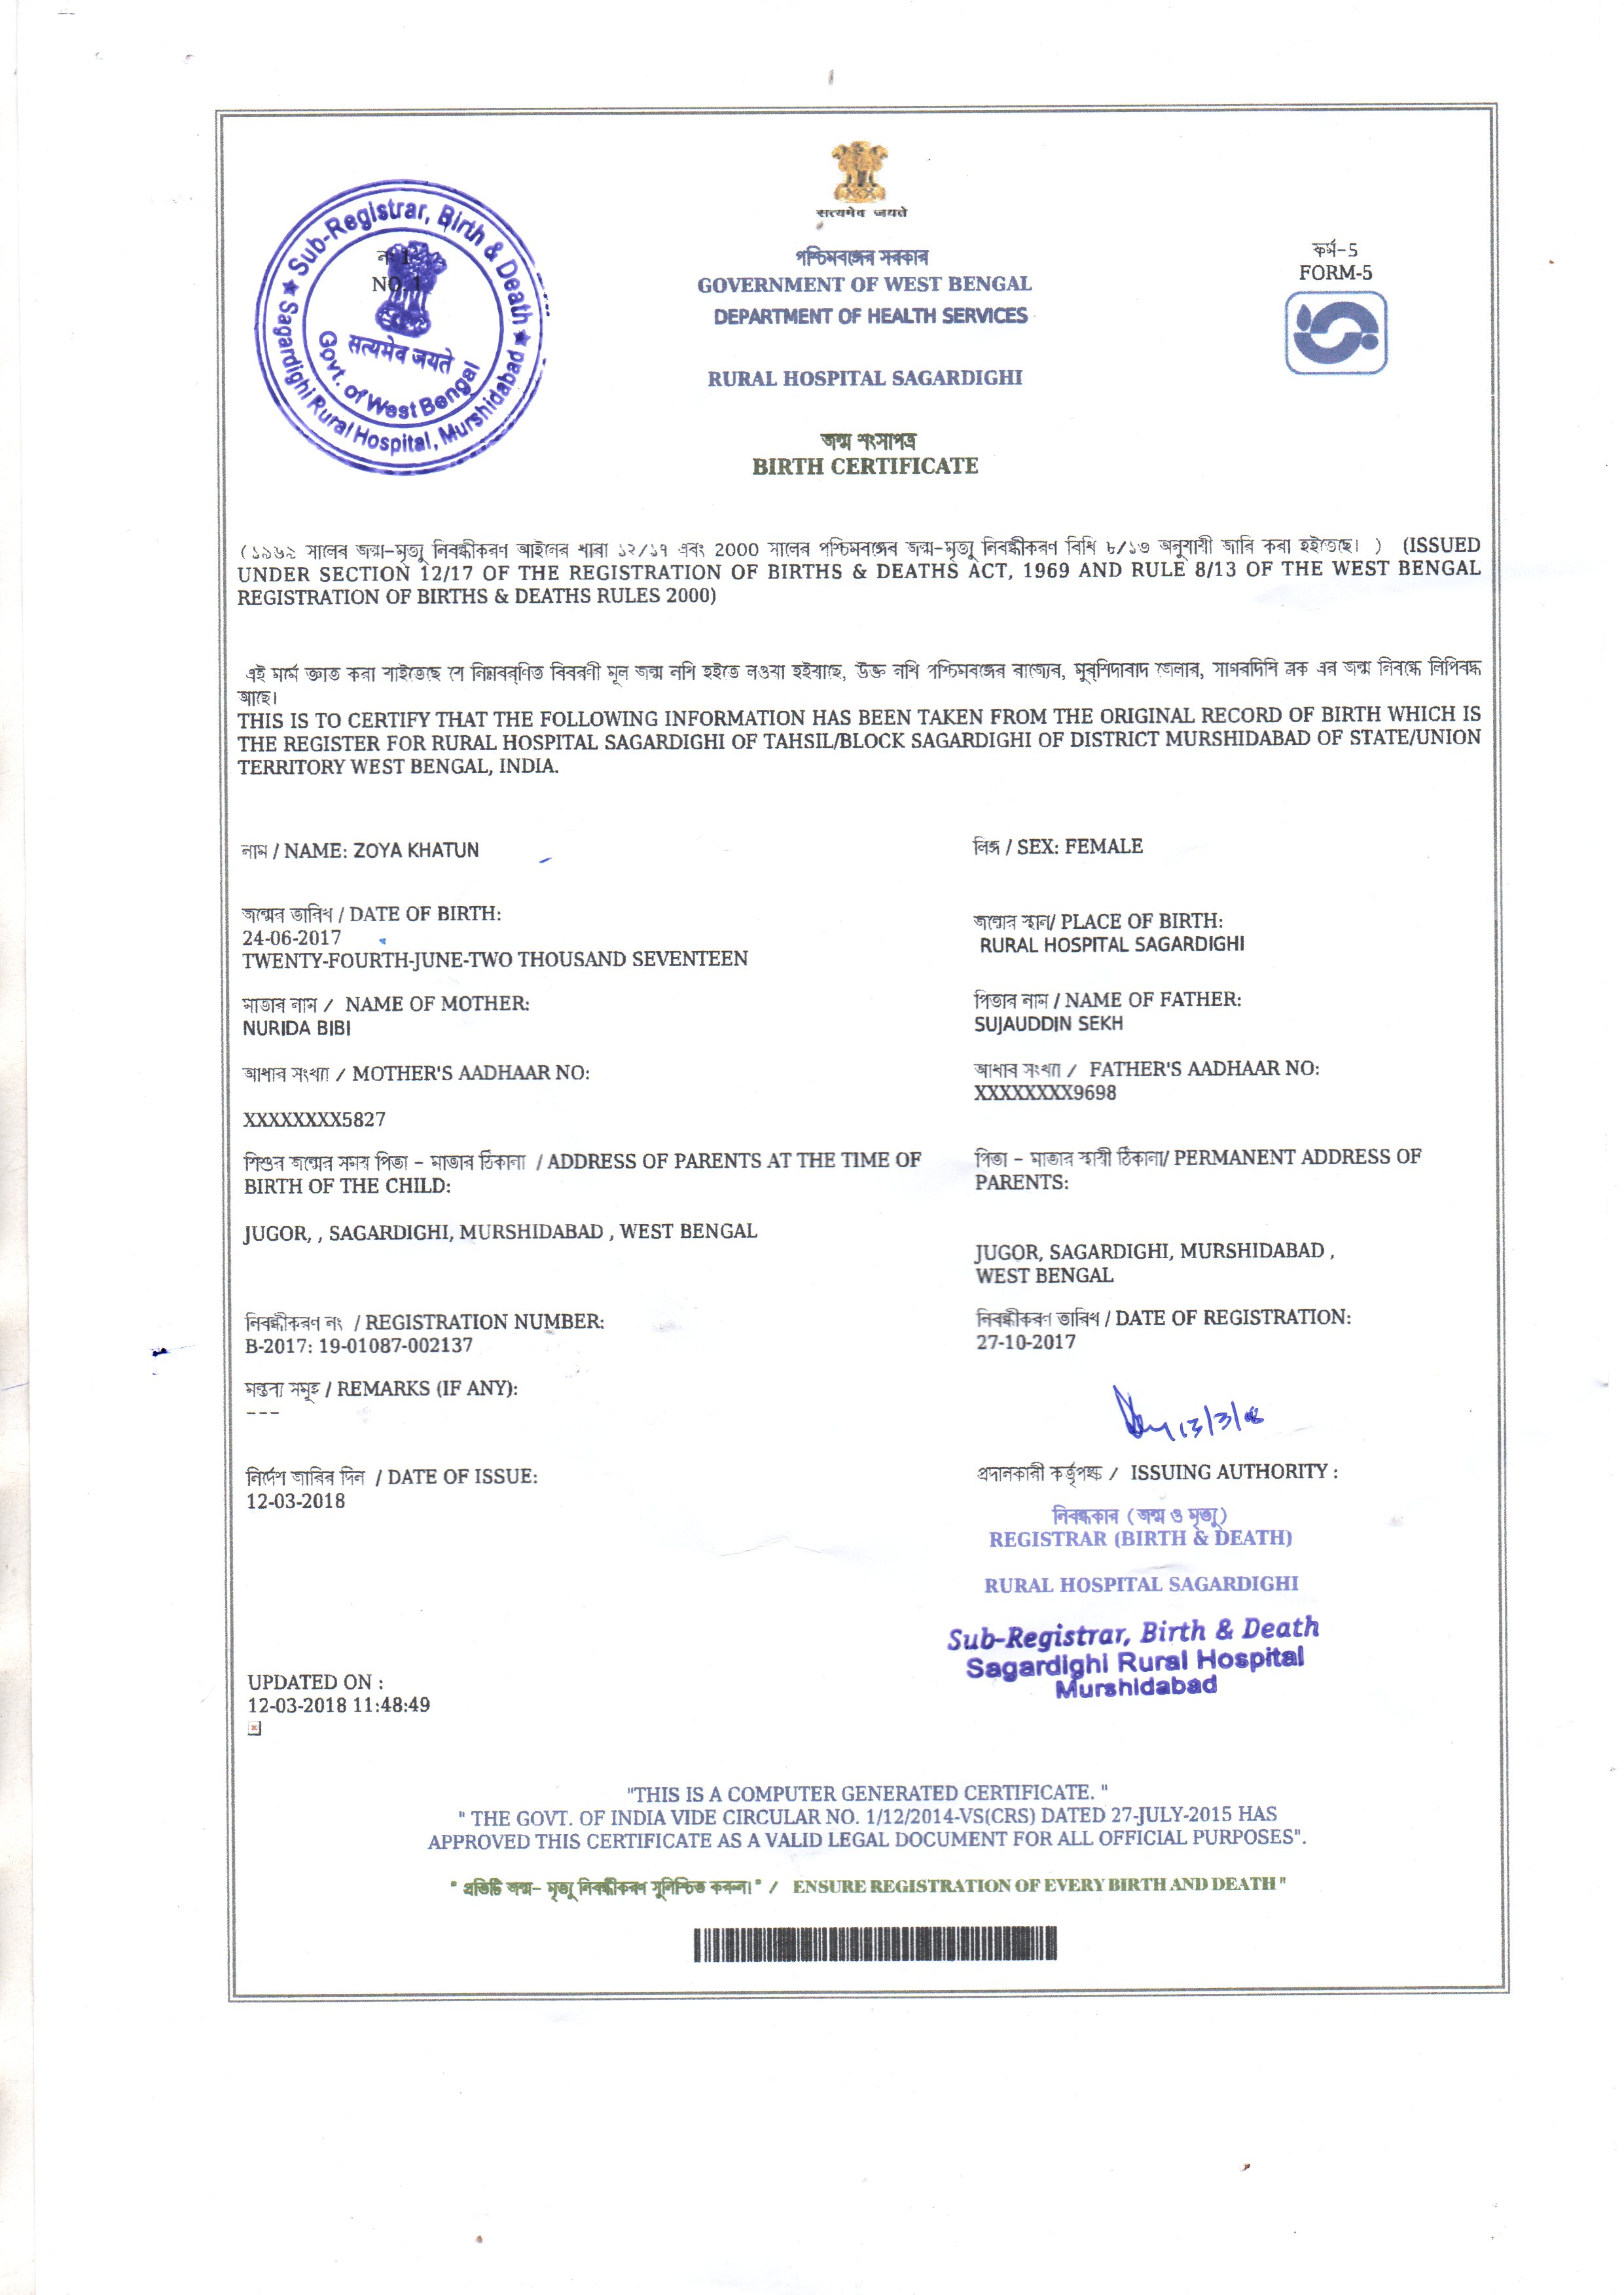 Sub-Registrar, Birth & Death
Sagardighi Rural Hospital, Murshidabad
Govt. of West Bengal
सत्यमेव जयते
নং 1
NO. 1
सत्यमेव जयते
পশ্চিমবঙ্গের সরকার
GOVERNMENT OF WEST BENGAL
DEPARTMENT OF HEALTH SERVICES
RURAL HOSPITAL SAGARDIGHI
ফর্ম-5
FORM-5
জন্ম শংসাপত্র
BIRTH CERTIFICATE
(১৯৬৯ সালের জন্ম-মৃত্যু নিবন্ধীকরণ আইনের ধারা ১২/১৭ এবং 2000 সালের পশ্চিমবঙ্গের জন্ম-মৃত্যু নিবন্ধীকরণ বিধি ৮/১৩ অনুযায়ী জারি করা হইতেছে। ) (ISSUED
UNDER SECTION 12/17 OF THE REGISTRATION OF BIRTHS & DEATHS ACT, 1969 AND RULE 8/13 OF THE WEST BENGAL
REGISTRATION OF BIRTHS & DEATHS RULES 2000)
এই মর্মে জ্ঞাত করা যাইতেছে যে নিম্নবর্ণিত বিবরণী মূল জন্ম নথি হইতে লওয়া হইয়াছে, উক্ত নথি পশ্চিমবঙ্গের রাজ্যের, মুর্শিদাবাদ জেলার, সাগরদিঘি ব্লক এর জন্ম নিবন্ধে লিপিবদ্ধ
আছে।
THIS IS TO CERTIFY THAT THE FOLLOWING INFORMATION HAS BEEN TAKEN FROM THE ORIGINAL RECORD OF BIRTH WHICH IS
THE REGISTER FOR RURAL HOSPITAL SAGARDIGHI OF TAHSIL/BLOCK SAGARDIGHI OF DISTRICT MURSHIDABAD OF STATE/UNION
TERRITORY WEST BENGAL, INDIA.
নাম / NAME: ZOYA KHATUN
লিঙ্গ / SEX: FEMALE
জন্মের তারিখ / DATE OF BIRTH:
24-06-2017
TWENTY-FOURTH-JUNE-TWO THOUSAND SEVENTEEN
জন্মের স্থান/ PLACE OF BIRTH:
RURAL HOSPITAL SAGARDIGHI
মাতার নাম / NAME OF MOTHER:
NURIDA BIBI
পিতার নাম / NAME OF FATHER:
SUJAUDDIN SEKH
আধার সংখ্যা / MOTHER'S AADHAAR NO:
XXXXXXXX5827
আধার সংখ্যা / FATHER'S AADHAAR NO:
XXXXXXXX9698
শিশুর জন্মের সময় পিতা - মাতার ঠিকানা / ADDRESS OF PARENTS AT THE TIME OF
BIRTH OF THE CHILD:
JUGOR, , SAGARDIGHI, MURSHIDABAD , WEST BENGAL
পিতা - মাতার স্থায়ী ঠিকানা/ PERMANENT ADDRESS OF
PARENTS:
JUGOR, SAGARDIGHI, MURSHIDABAD ,
WEST BENGAL
নিবন্ধীকরণ নং / REGISTRATION NUMBER:
B-2017: 19-01087-002137
নিবন্ধীকরণ তারিখ / DATE OF REGISTRATION:
27-10-2017
মন্তব্য সমূহ / REMARKS (IF ANY):
---
নির্দেশ জারির দিন / DATE OF ISSUE:
12-03-2018
প্রদানকারী কর্তৃপক্ষ / ISSUING AUTHORITY :
নিবন্ধকার (জন্ম ও মৃত্যু)
REGISTRAR (BIRTH & DEATH)
RURAL HOSPITAL SAGARDIGHI
Sub-Registrar, Birth & Death
Sagardighi Rural Hospital
Murshidabad
UPDATED ON :
12-03-2018 11:48:49
"THIS IS A COMPUTER GENERATED CERTIFICATE. "
" THE GOVT. OF INDIA VIDE CIRCULAR NO. 1/12/2014-VS(CRS) DATED 27-JULY-2015 HAS
APPROVED THIS CERTIFICATE AS A VALID LEGAL DOCUMENT FOR ALL OFFICIAL PURPOSES".
" প্রতিটি জন্ম- মৃত্যু নিবন্ধীকরণ সুনিশ্চিত করুন।" / ENSURE REGISTRATION OF EVERY BIRTH AND DEATH "